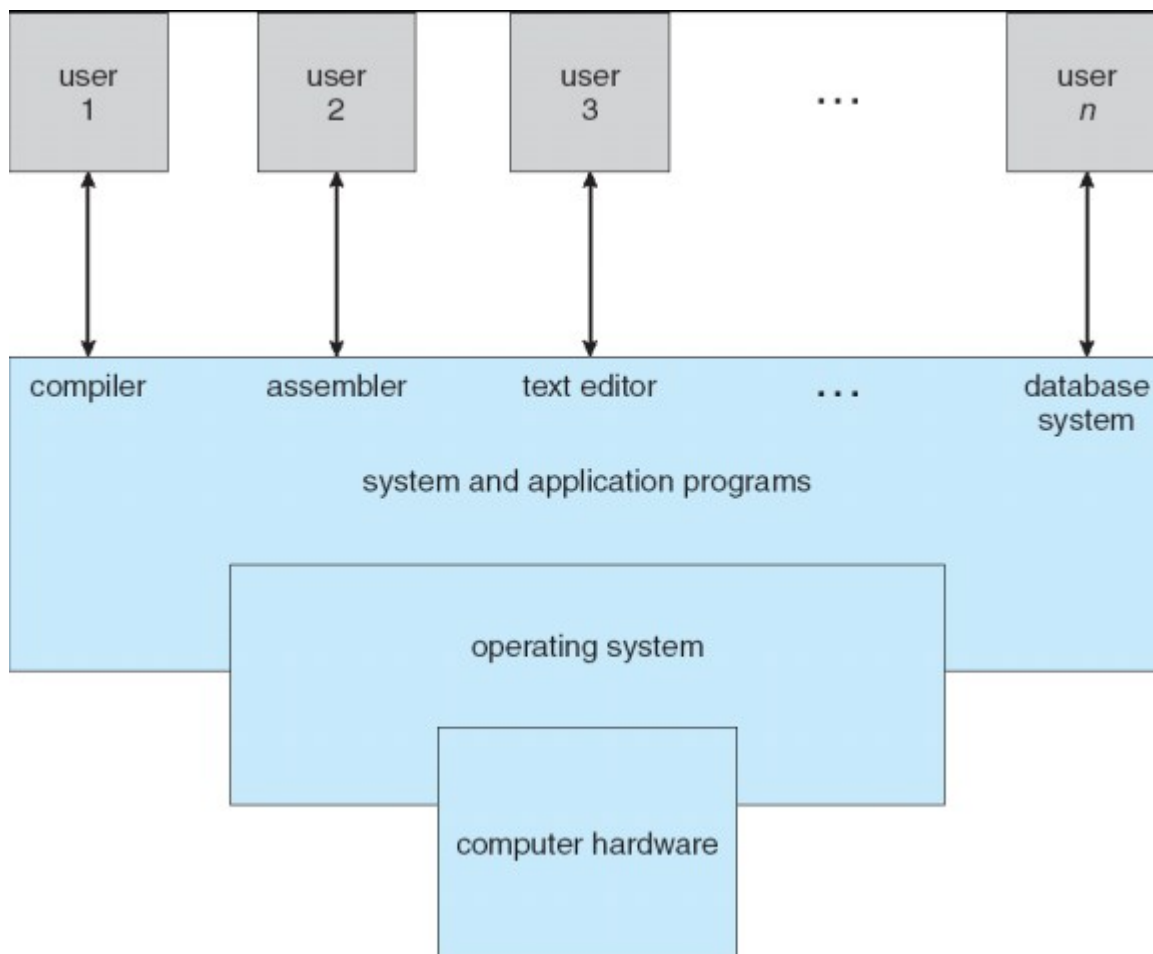 user
1
user
2
user
3
...
user
n
compiler
assembler
text editor
...
database
system
system and application programs
operating system
computer hardware